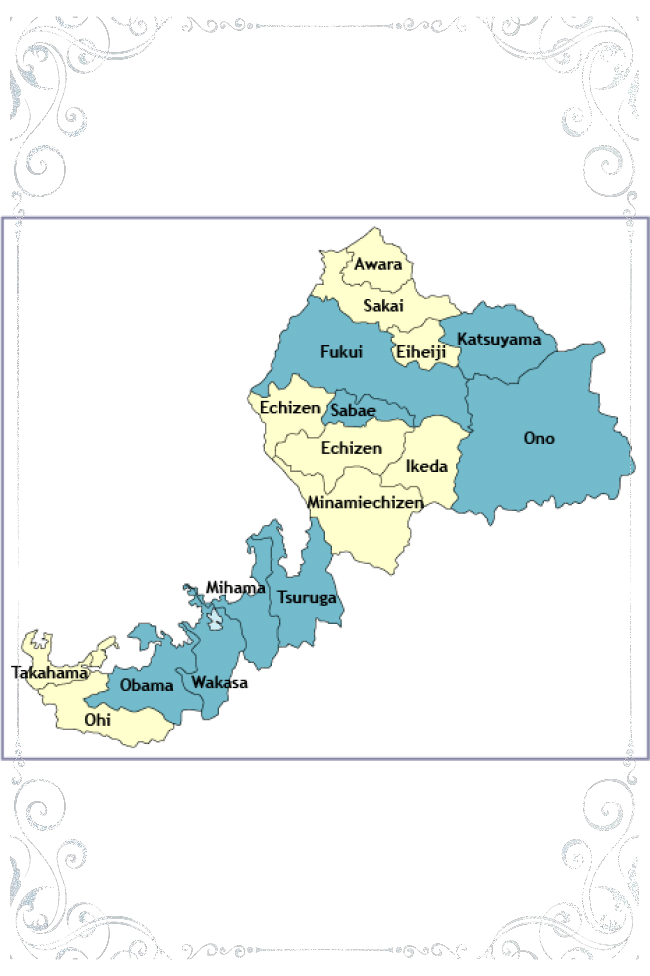 Awara
Sakai
Katsuyama
Fukui
Eiheiji
Echizen
Sabae
Ono
Echizen
Ikeda
Minamiechizen
Mihama
Tsuruga
Takahama
Obama
Wakasa
Ohi